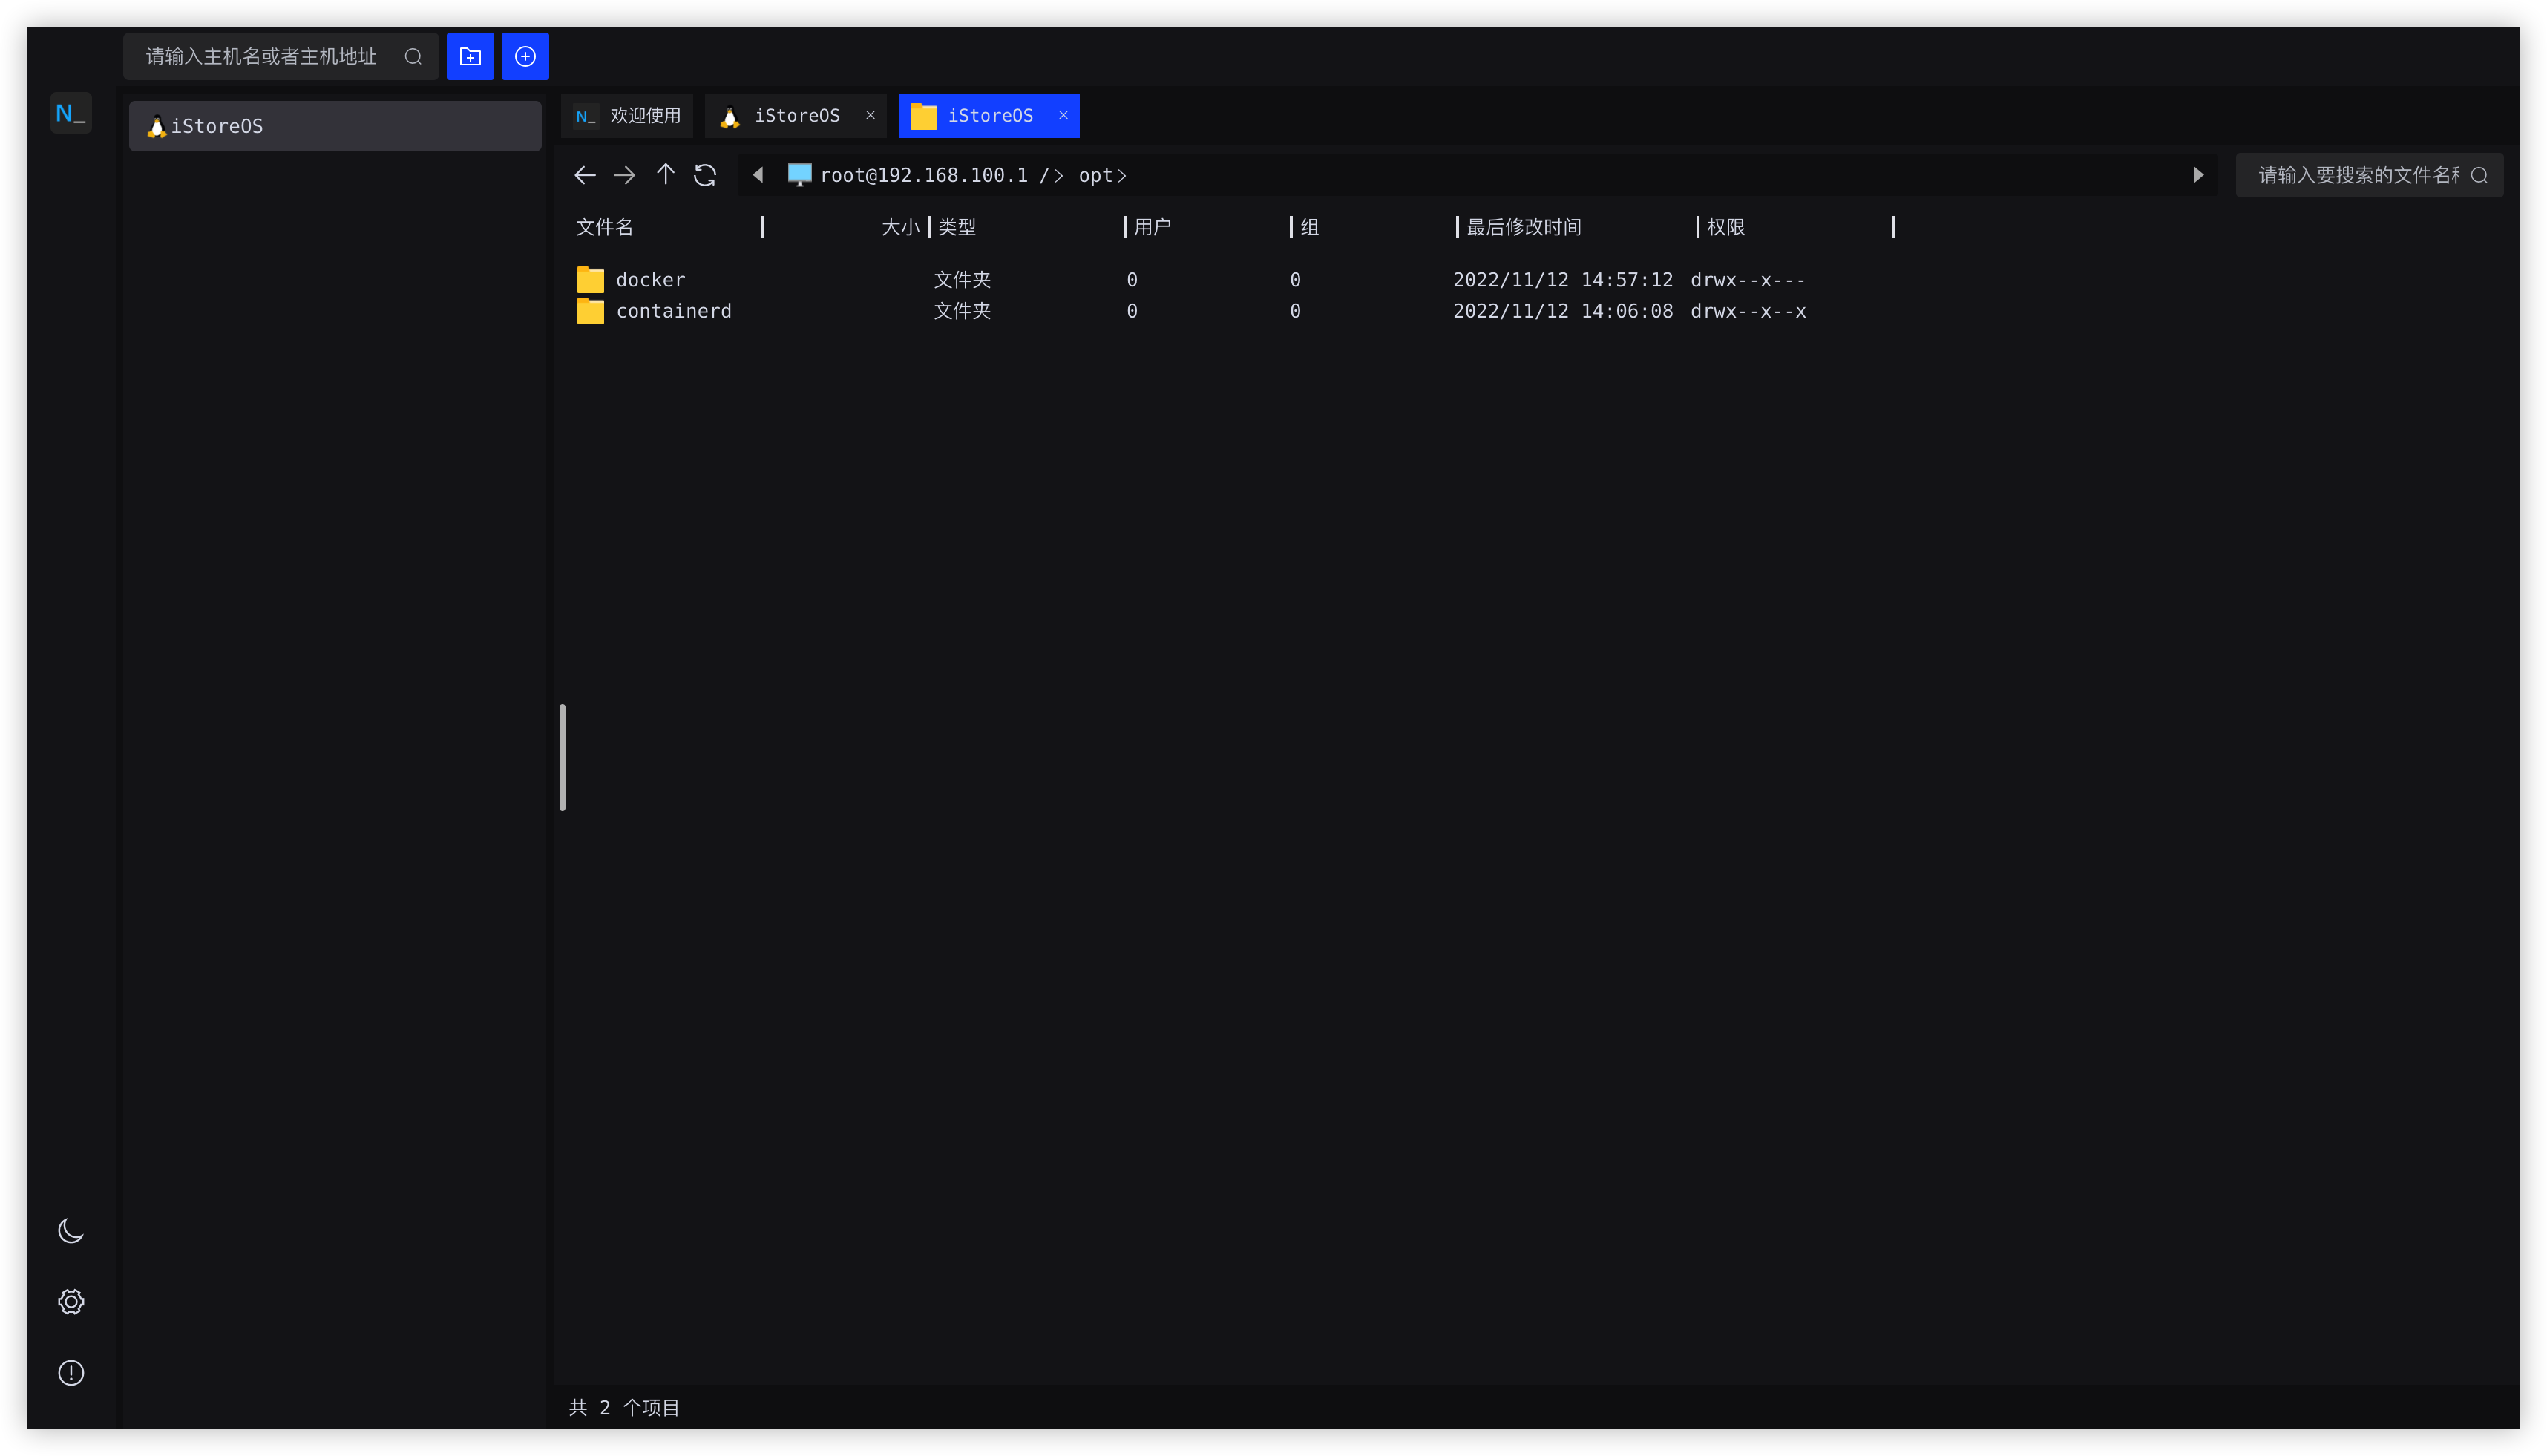 请输入主机名或者主机地址
N_
iStoreOS
N_ 欢迎使用 iStoreOS × iStoreOS ×
root@192.168.100.1 /> opt>
请输入要搜索的文件名
文件名 大小 类型 用户 组 最后修改时间 权限
docker 文件夹 0 0 2022/11/12 14:57:12 drwx--x---
containerd 文件夹 0 0 2022/11/12 14:06:08 drwx--x--x
共 2 个项目